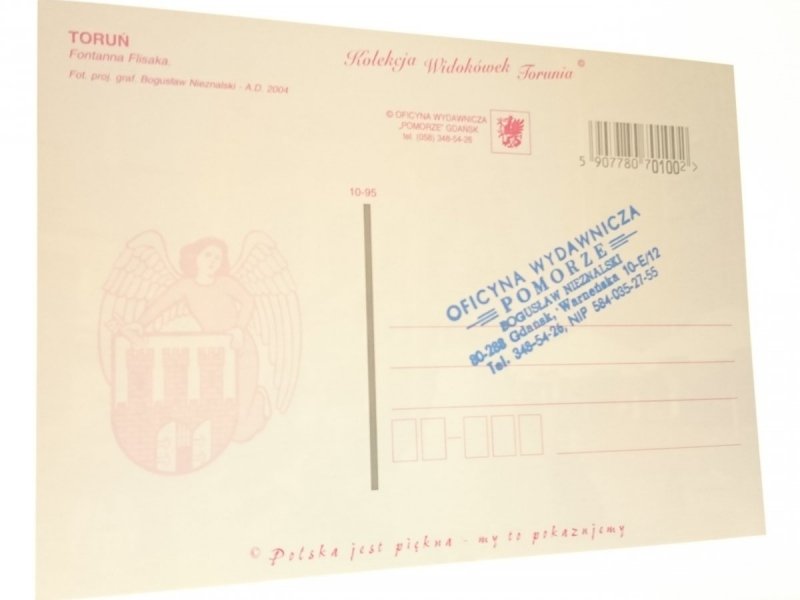 TORUŃ
Fontanna Flisaka.
Fot. proj. graf. Bogusław Nieznalski - A.D. 2004
Kolekcja Widokówek Torunia ©
© OFICYNA WYDAWNICZA
„POMORZE” GDAŃSK
tel. (058) 348-54-26
5 907780 701002 >
10-95
OFICYNA WYDAWNICZA
POMORZE
BOGUSŁAW NIEZNALSKI
80-288 Gdańsk, Warneńska 10-E/12
Tel. 348-54-26, NIP 584-035-27-55
© Polska jest piękna - my to pokazujemy